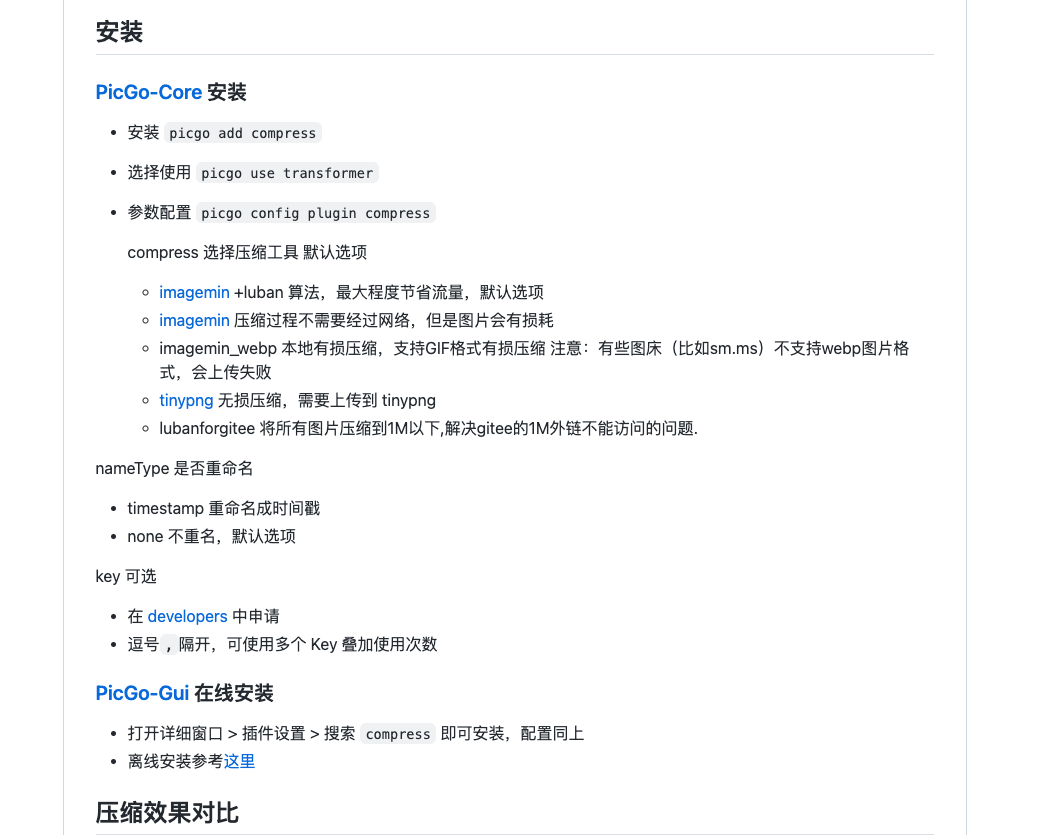 安装
PicGo-Core 安装
安装 picgo add compress
选择使用 picgo use transformer
参数配置 picgo config plugin compress
compress 选择压缩工具 默认选项
imagemin +luban 算法，最大程度节省流量，默认选项
imagemin 压缩过程不需要经过网络，但是图片会有损耗
imagemin_webp 本地有损压缩，支持GIF格式有损压缩 注意：有些图床（比如sm.ms）不支持webp图片格
式，会上传失败
tinypng 无损压缩，需要上传到 tinypng
lubanforgitee 将所有图片压缩到1M以下,解决gitee的1M外链不能访问的问题.
nameType 是否重命名
timestamp 重命名成时间戳
none 不重名，默认选项
key 可选
在 developers 中申请
逗号 , 隔开，可使用多个 Key 叠加使用次数
PicGo-Gui 在线安装
打开详细窗口 > 插件设置 > 搜索 compress 即可安装，配置同上
离线安装参考这里
压缩效果对比